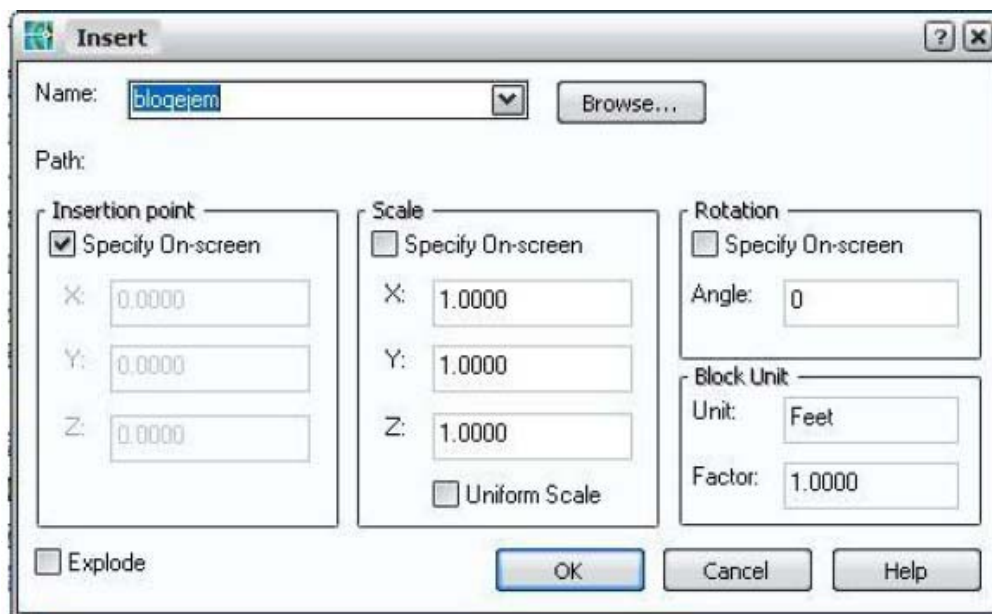 Insert
Name: bloqejem Browse...
Path:
Insertion point
Specify On-screen
X: 0.0000
Y: 0.0000
Z: 0.0000
Scale
Specify On-screen
X: 1.0000
Y: 1.0000
Z: 1.0000
Uniform Scale
Rotation
Specify On-screen
Angle: 0
Block Unit
Unit: Feet
Factor: 1.0000
Explode
OK Cancel Help